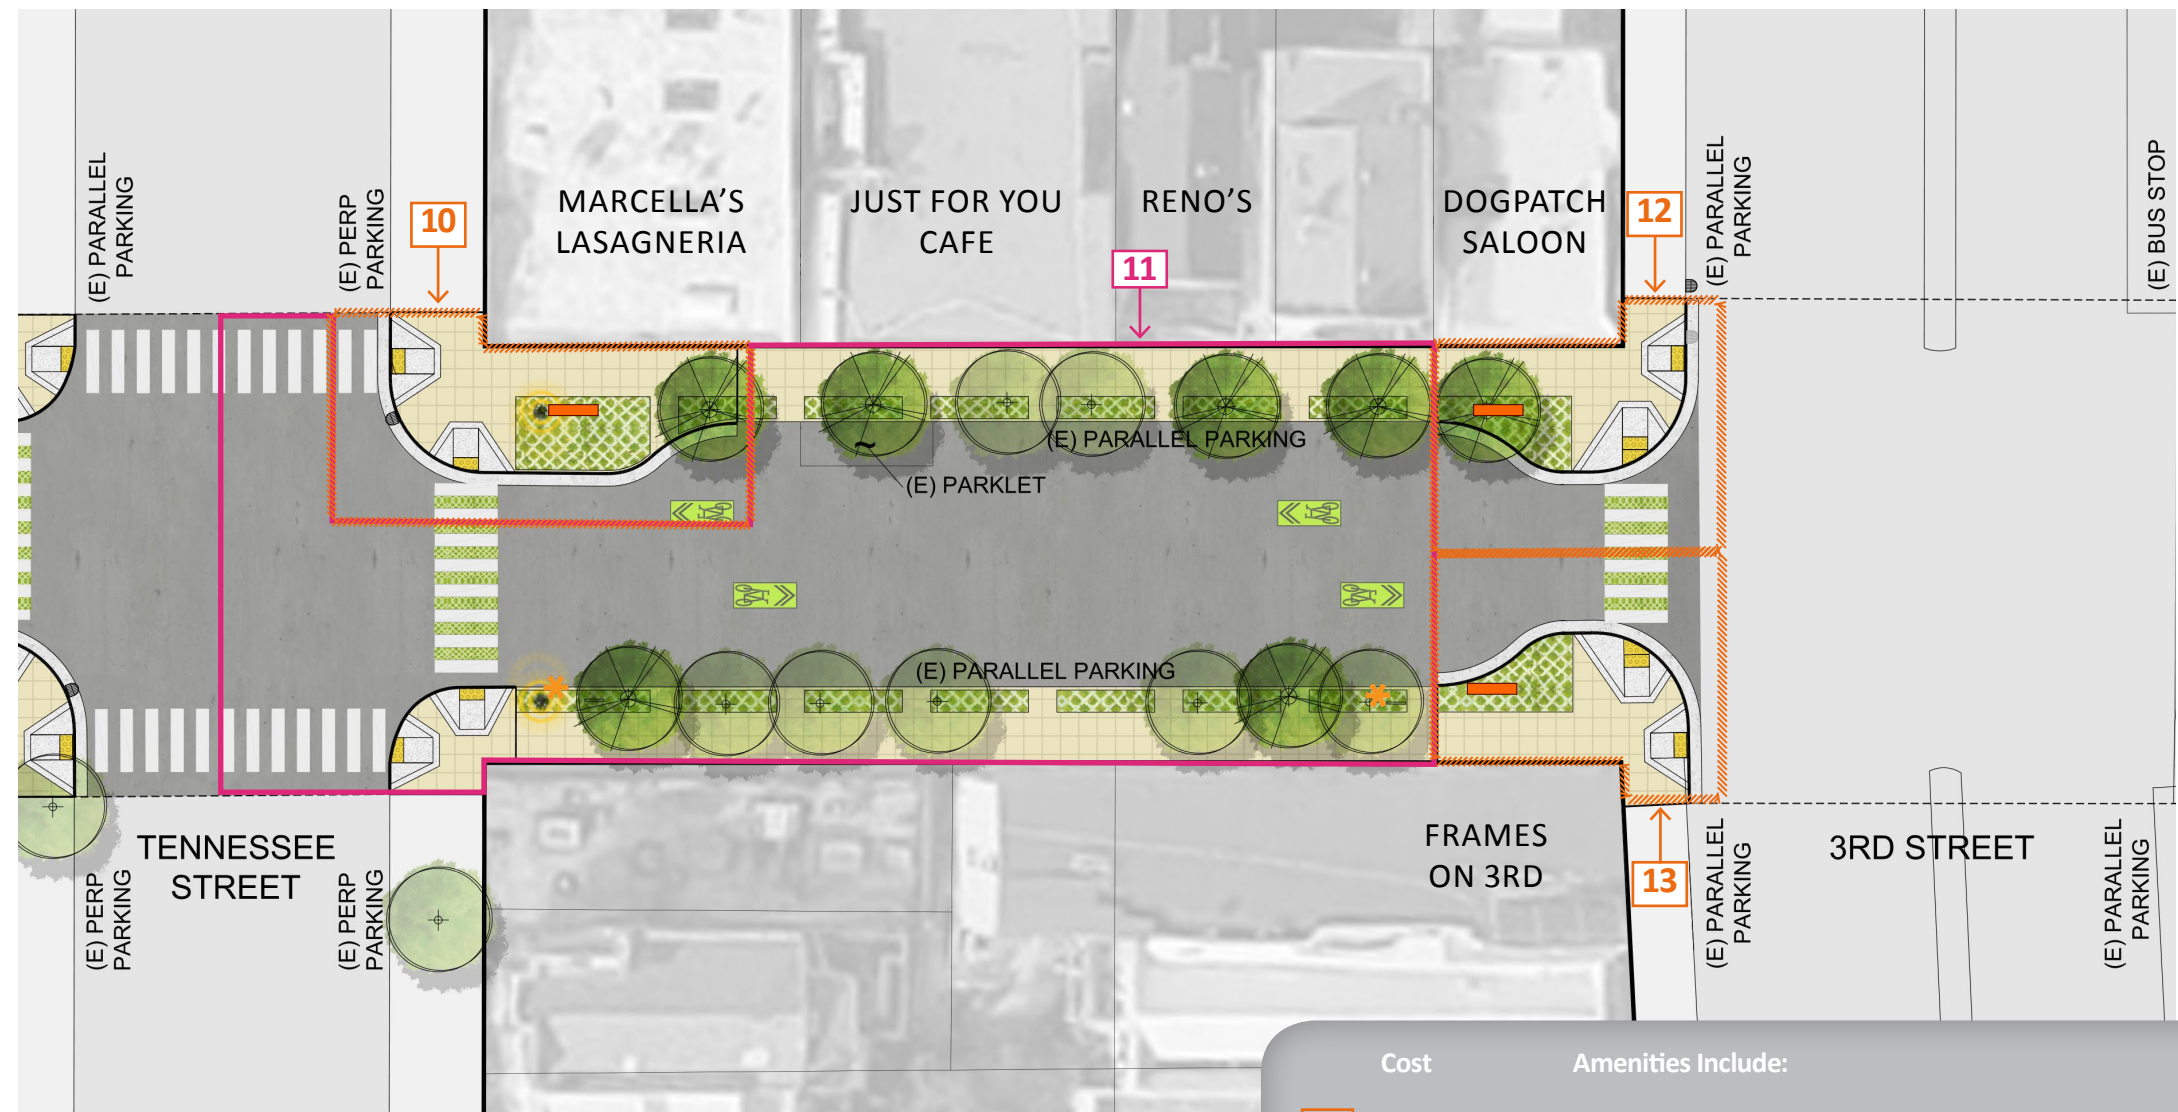 (E) PARALLEL
PARKING
(E) PERP
PARKING
10
MARCELLA’S
LASAGNERIA
JUST FOR YOU
CAFE
RENO’S
11
DOGPATCH
SALOON
12
(E) PARALLEL
PARKING
(E) BUS STOP
(E) PARALLEL PARKING
~
(E) PARKLET
(E) PARALLEL PARKING
TENNESSEE
STREET
(E) PERP
PARKING
(E) PERP
PARKING
FRAMES
ON 3RD
13
(E) PARALLEL
PARKING
3RD STREET
(E) PARALLEL
PARKING
Cost
Amenities Include: